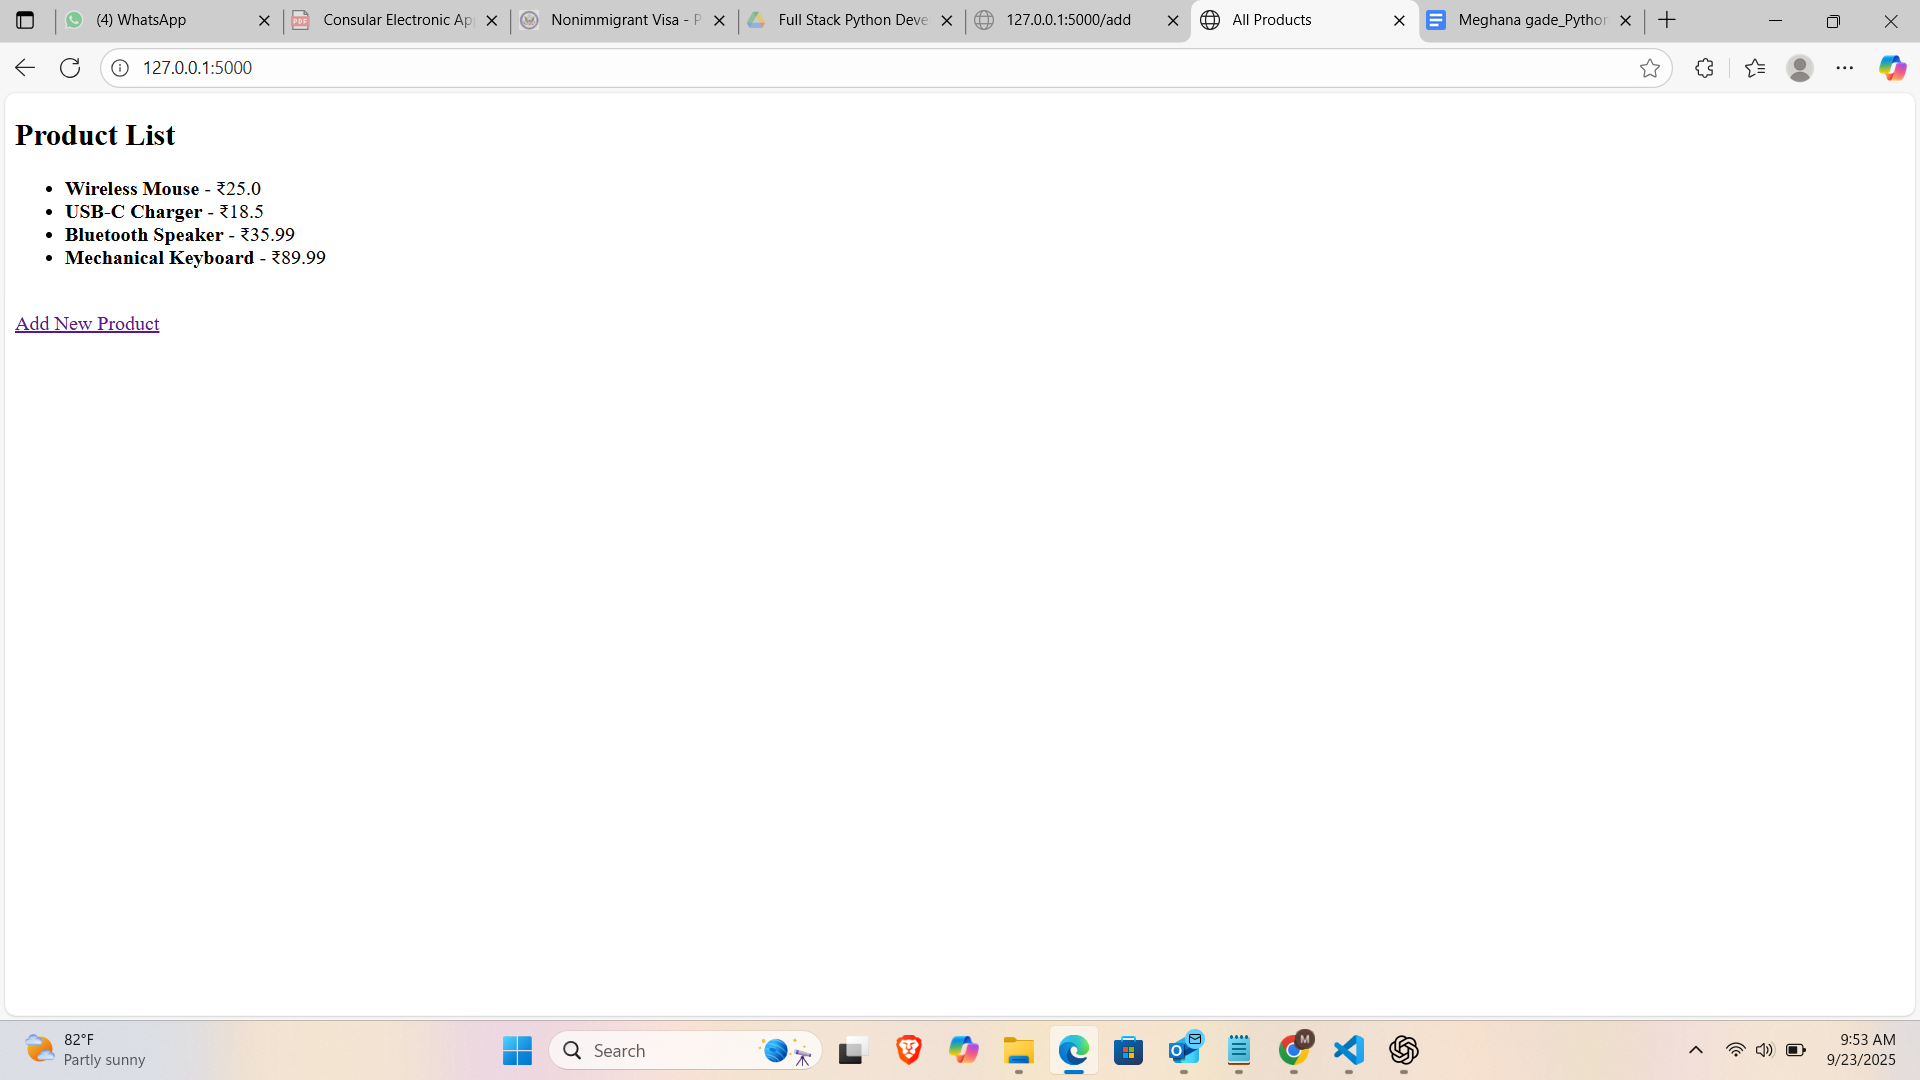 (4) WhatsApp
Consular Electronic Ap
Nonimmigrant Visa - P
Full Stack Python Deve
127.0.0.1:5000/add
All Products
Meghana gade_Python
127.0.0.1:5000
Product List
Wireless Mouse - ₹25.0
USB-C Charger - ₹18.5
Bluetooth Speaker - ₹35.99
Mechanical Keyboard - ₹89.99
Add New Product
82°F
Partly sunny
Search
M
9:53 AM
9/23/2025